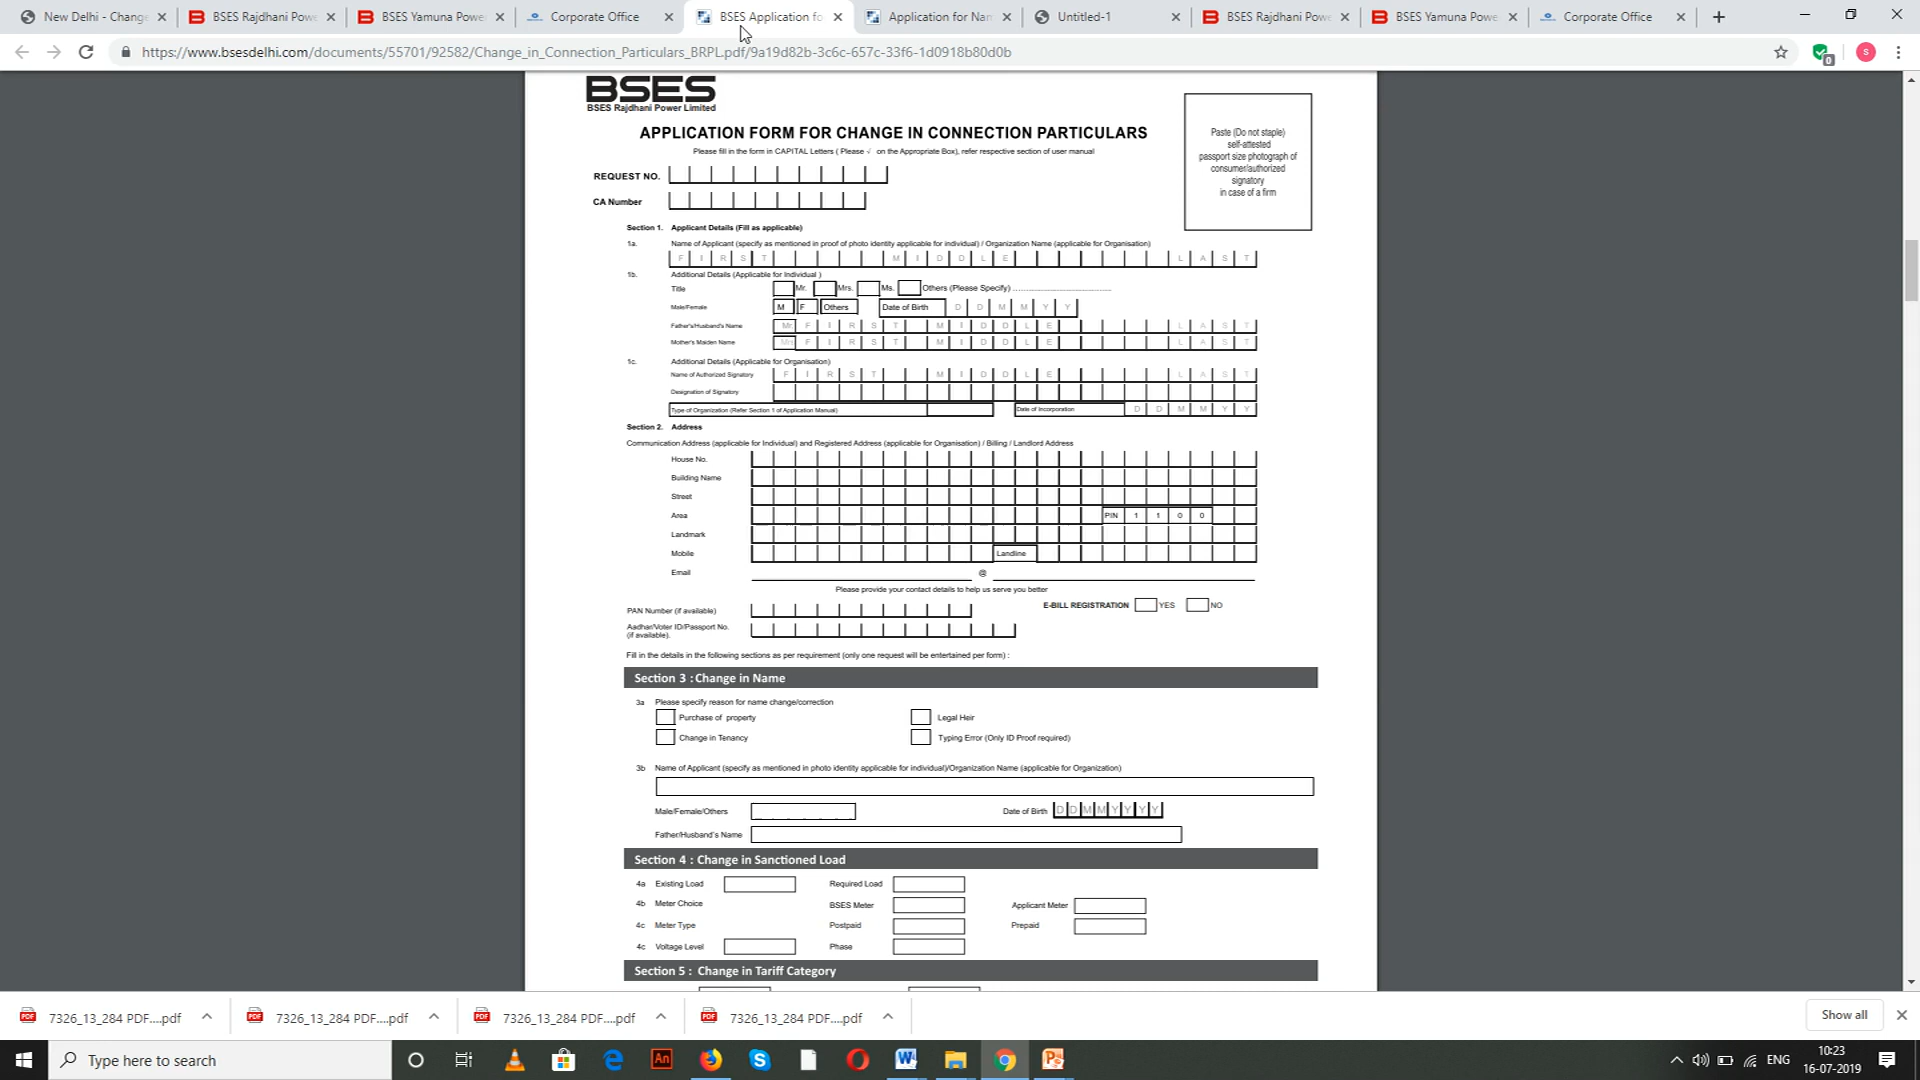 New Delhi - Change
BSES Rajdhani Powe
BSES Yamuna Powe
Corporate Office
BSES Application fo
Application for Nam
Untitled-1
BSES Rajdhani Powe
BSES Yamuna Powe
Corporate Office
https://www.bsesdelhi.com/documents/55701/92582/Change_in_Connection_Particulars_BRPL.pdf/9a19d82b-3c6c-657c-33f6-1d0918b80d0b
0
S
BSES
BSES Rajdhani Power Limited
APPLICATION FORM FOR CHANGE IN CONNECTION PARTICULARS
Please fill in the form in CAPITAL Letters ( Please √ on the Appropriate Box), refer respective section of user manual
Paste (Do not staple)
self-attested
passport size photograph of
consumer/authorized
signatory
in case of a firm
REQUEST NO.
CA Number
Section 1. Applicant Details (Fill as applicable)
1a. Name of Applicant (specify as mentioned in proof of photo identity applicable for individual) / Organization Name (applicable for Organisation)
F I R S T M I D D L E L A S T
1b. Additional Details (Applicable for Individual )
Title Mr. Mrs. Ms. Others (Please Specify) ......................................
Male/Female M F Others Date of Birth D D M M Y Y
Father's/Husband's Name Mr. F I R S T M I D D L E L A S T
Mother's Maiden Name Mrs F I R S T M I D D L E L A S T
1c. Additional Details (Applicable for Organisation)
Name of Authorized Signatory F I R S T M I D D L E L A S T
Designation of Signatory
Type of Organization (Refer Section 1 of Application Manual) Date of Incorporation D D M M Y Y
Section 2. Address
Communication Address (applicable for Individual) and Registered Address (applicable for Organisation) / Billing / Landlord Address
House No.
Building Name
Street
Area PIN 1 1 0 0
Landmark
Mobile Landline
Email @
Please provide your contact details to help us serve you better
PAN Number (if available) E-BILL REGISTRATION YES NO
Aadhar/Voter ID/Passport No.
(if available).
Fill in the details in the following sections as per requirement (only one request will be entertained per form) :
Section 3 : Change in Name
3a Please specify reason for name change/correction
Purchase of property Legal Heir
Change in Tenancy Typing Error (Only ID Proof required)
3b Name of Applicant (specify as mentioned in photo identity applicable for individual)/Organization Name (applicable for Organization)
Male/Female/Others Date of Birth D D M M Y Y Y Y
Father/Husband's Name
Section 4 : Change in Sanctioned Load
4a Existing Load Required Load
4b Meter Choice BSES Meter Applicant Meter
4c Meter Type Postpaid Prepaid
4c Voltage Level Phase
Section 5 : Change in Tariff Category
7326_13_284 PDF....pdf
7326_13_284 PDF....pdf
7326_13_284 PDF....pdf
7326_13_284 PDF....pdf
Show all
Type here to search
An
ENG
10:23
16-07-2019